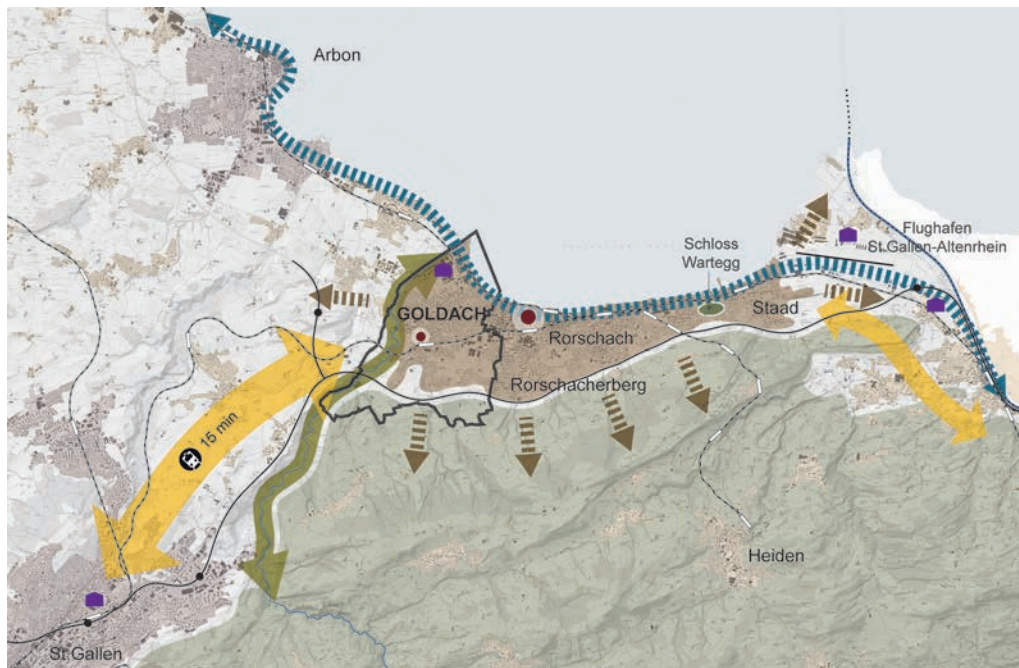 Arbon
Flughafen
St.Gallen-Altenrhein
Schloss
Wartegg
GOLDACH
Staad
Rorschach
Rorschacherberg
15 min
Heiden
St Gallen